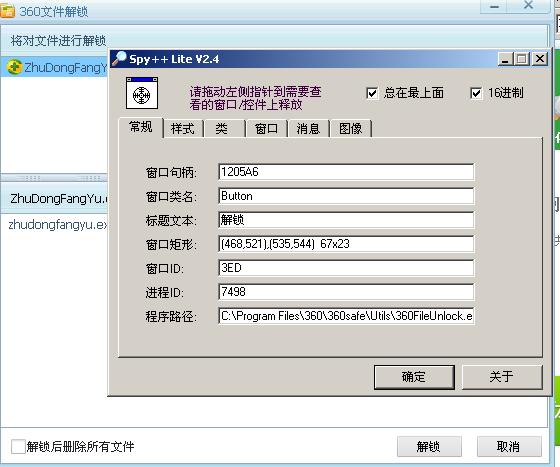 360文件解锁
将对文件进行解锁
ZhuDongFangY
Spy++ Lite V2.4
请拖动左侧指针到需要查
看的窗口/控件上释放
总在最上面
16进制
常规 样式 类 窗口 消息 图像
窗口句柄: 1205A6
窗口类名: Button
标题文本: 解锁
窗口矩形: (468,521),(535,544) 67x23
窗口ID: 3ED
进程ID: 7498
程序路径: C:\Program Files\360\360safe\Utils\360FileUnlock.e
确定 关于
ZhuDongFangYu.e
zhudongfangyu.ex
解锁后删除所有文件
解锁 取消